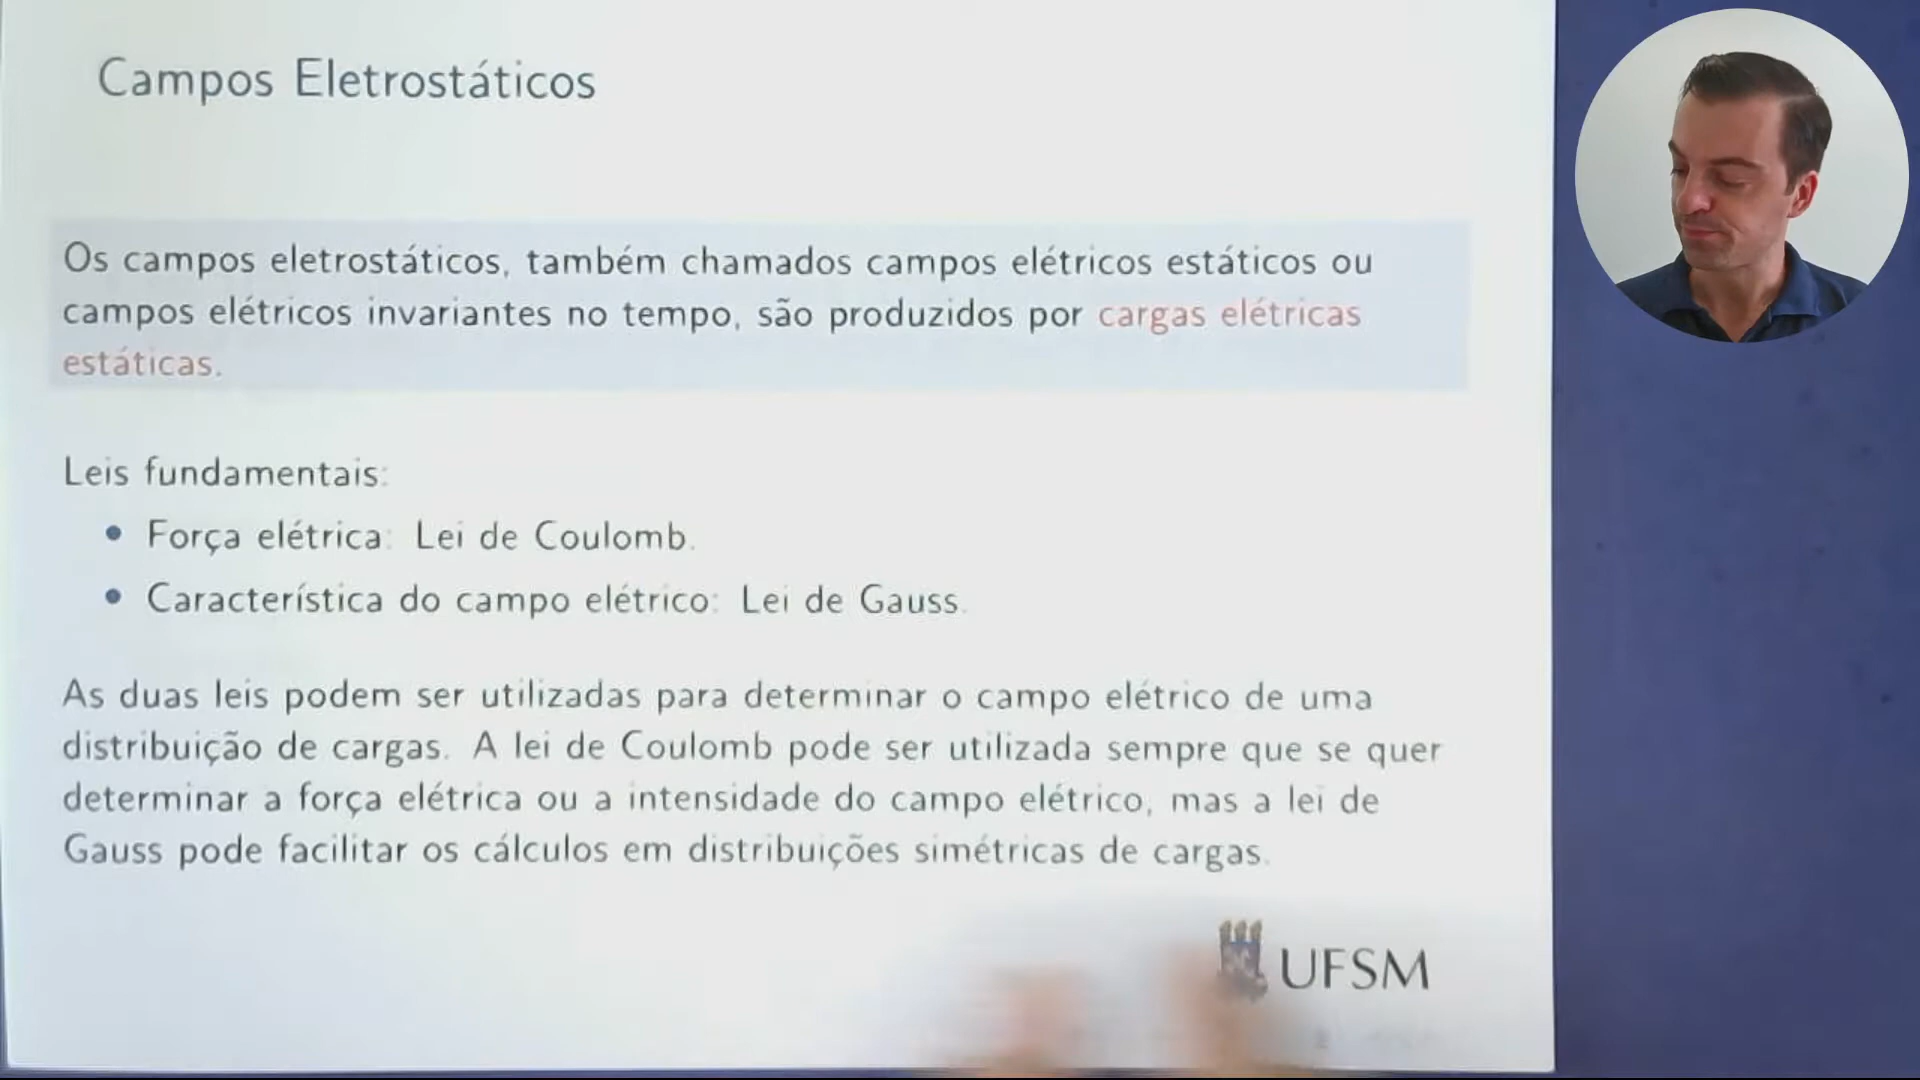 Campos Eletrostáticos
Os campos eletrostáticos, também chamados campos elétricos estáticos ou
campos elétricos invariantes no tempo, são produzidos por cargas elétricas
estáticas.
Leis fundamentais:
• Força elétrica: Lei de Coulomb.
• Característica do campo elétrico: Lei de Gauss.
As duas leis podem ser utilizadas para determinar o campo elétrico de uma
distribuição de cargas. A lei de Coulomb pode ser utilizada sempre que se quer
determinar a força elétrica ou a intensidade do campo elétrico, mas a lei de
Gauss pode facilitar os cálculos em distribuições simétricas de cargas.
UFSM